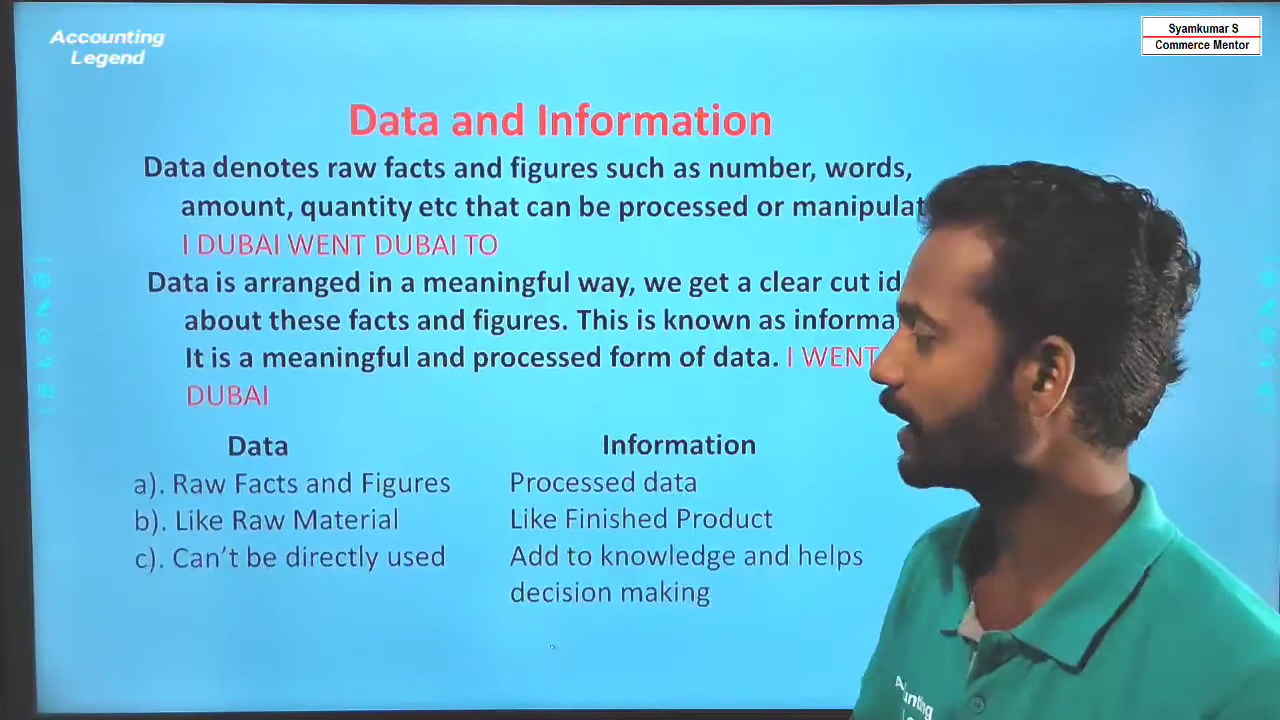 Accounting
Legend
Syamkumar S
Commerce Mentor
Data and Information
Data denotes raw facts and figures such as number, words,
amount, quantity etc that can be processed or manipulat
I DUBAI WENT DUBAI TO
Data is arranged in a meaningful way, we get a clear cut id
about these facts and figures. This is known as informa
It is a meaningful and processed form of data. I WENT
DUBAI
Data Information
a). Raw Facts and Figures Processed data
b). Like Raw Material Like Finished Product
c). Can't be directly used Add to knowledge and helps
decision making